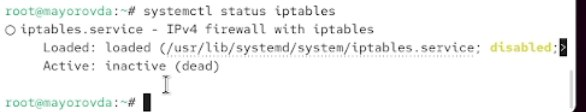 root@mayorovda:~# systemctl status iptables
○ iptables.service - IPv4 firewall with iptables
     Loaded: loaded (/usr/lib/systemd/system/iptables.service; disabled;>
     Active: inactive (dead)
root@mayorovda:~#